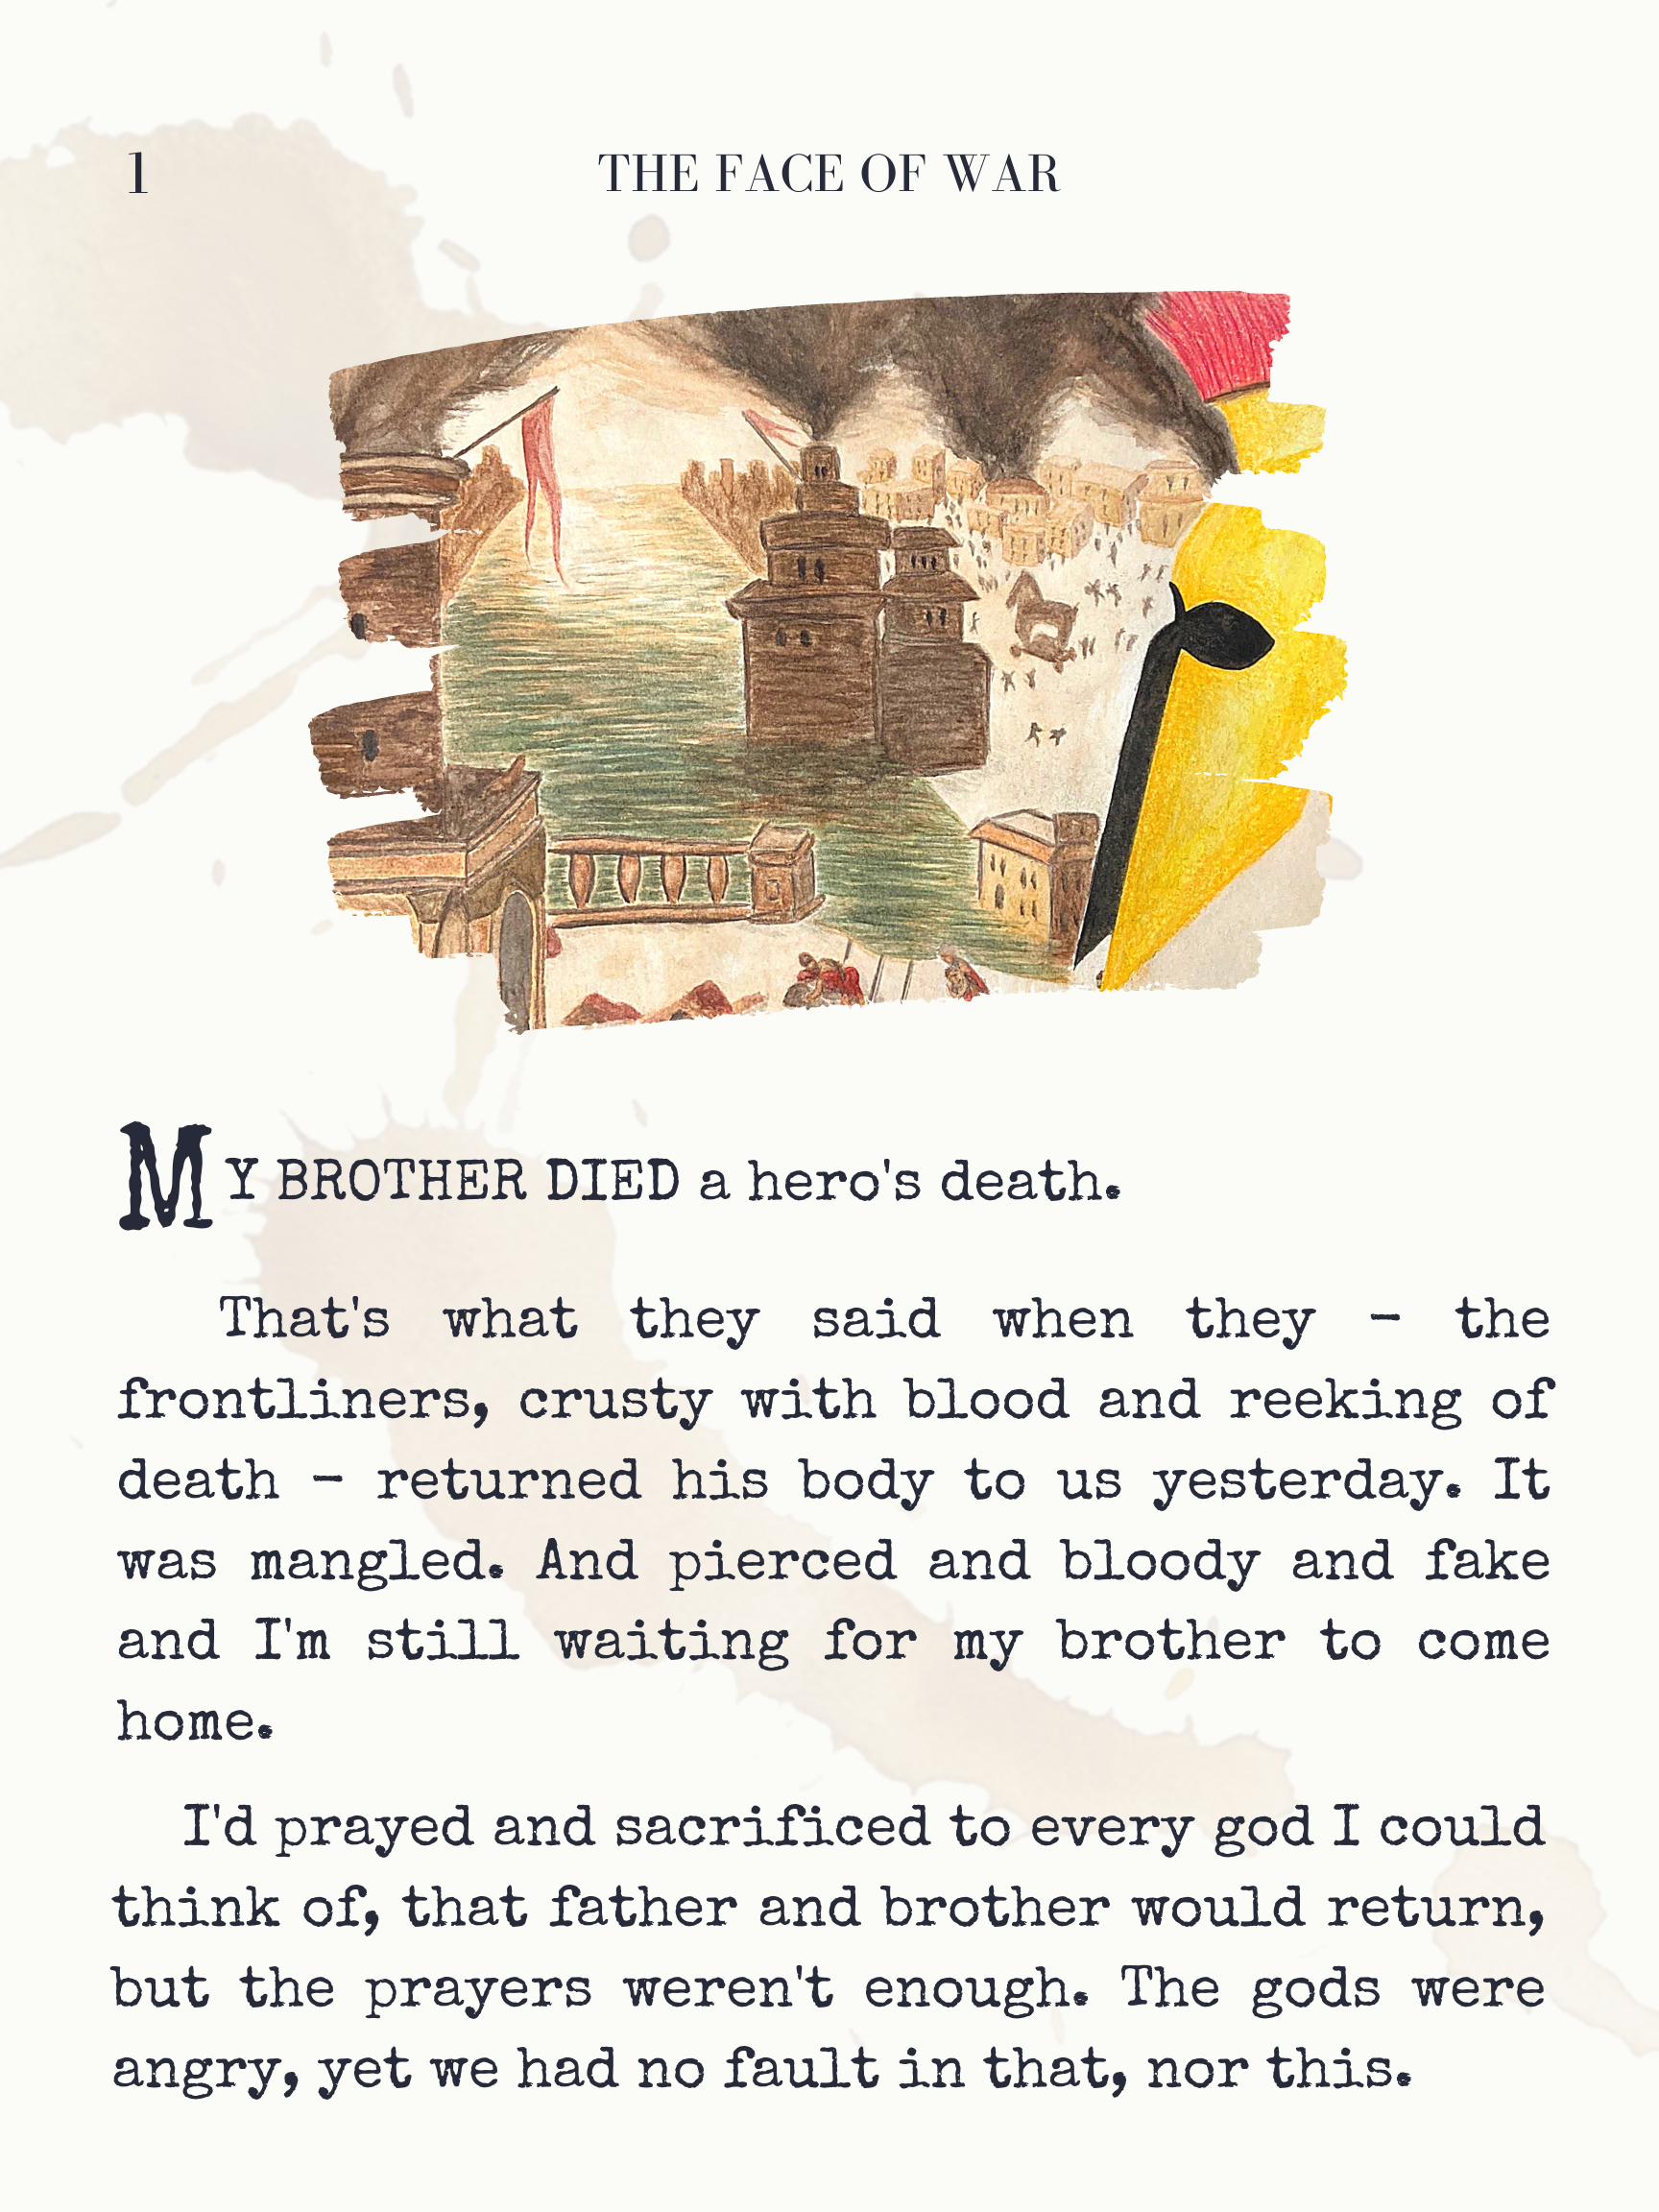 1
THE FACE OF WAR
MY BROTHER DIED a hero's death.
That's what they said when they – the
frontliners, crusty with blood and reeking of
death – returned his body to us yesterday. It
was mangled. And pierced and bloody and fake
and I'm still waiting for my brother to come
home.
I'd prayed and sacrificed to every god I could
think of, that father and brother would return,
but the prayers weren't enough. The gods were
angry, yet we had no fault in that, nor this.